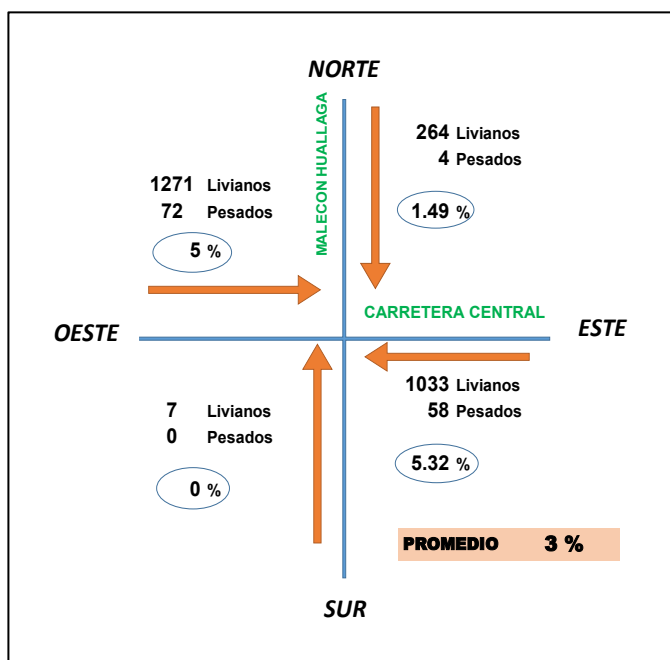 NORTE
MALECON HUALLAGA
264 Livianos
4 Pesados
1.49 %
1271 Livianos
72 Pesados
5 %
CARRETERA CENTRAL
OESTE
ESTE
7 Livianos
0 Pesados
0 %
1033 Livianos
58 Pesados
5.32 %
PROMEDIO 3 %
SUR